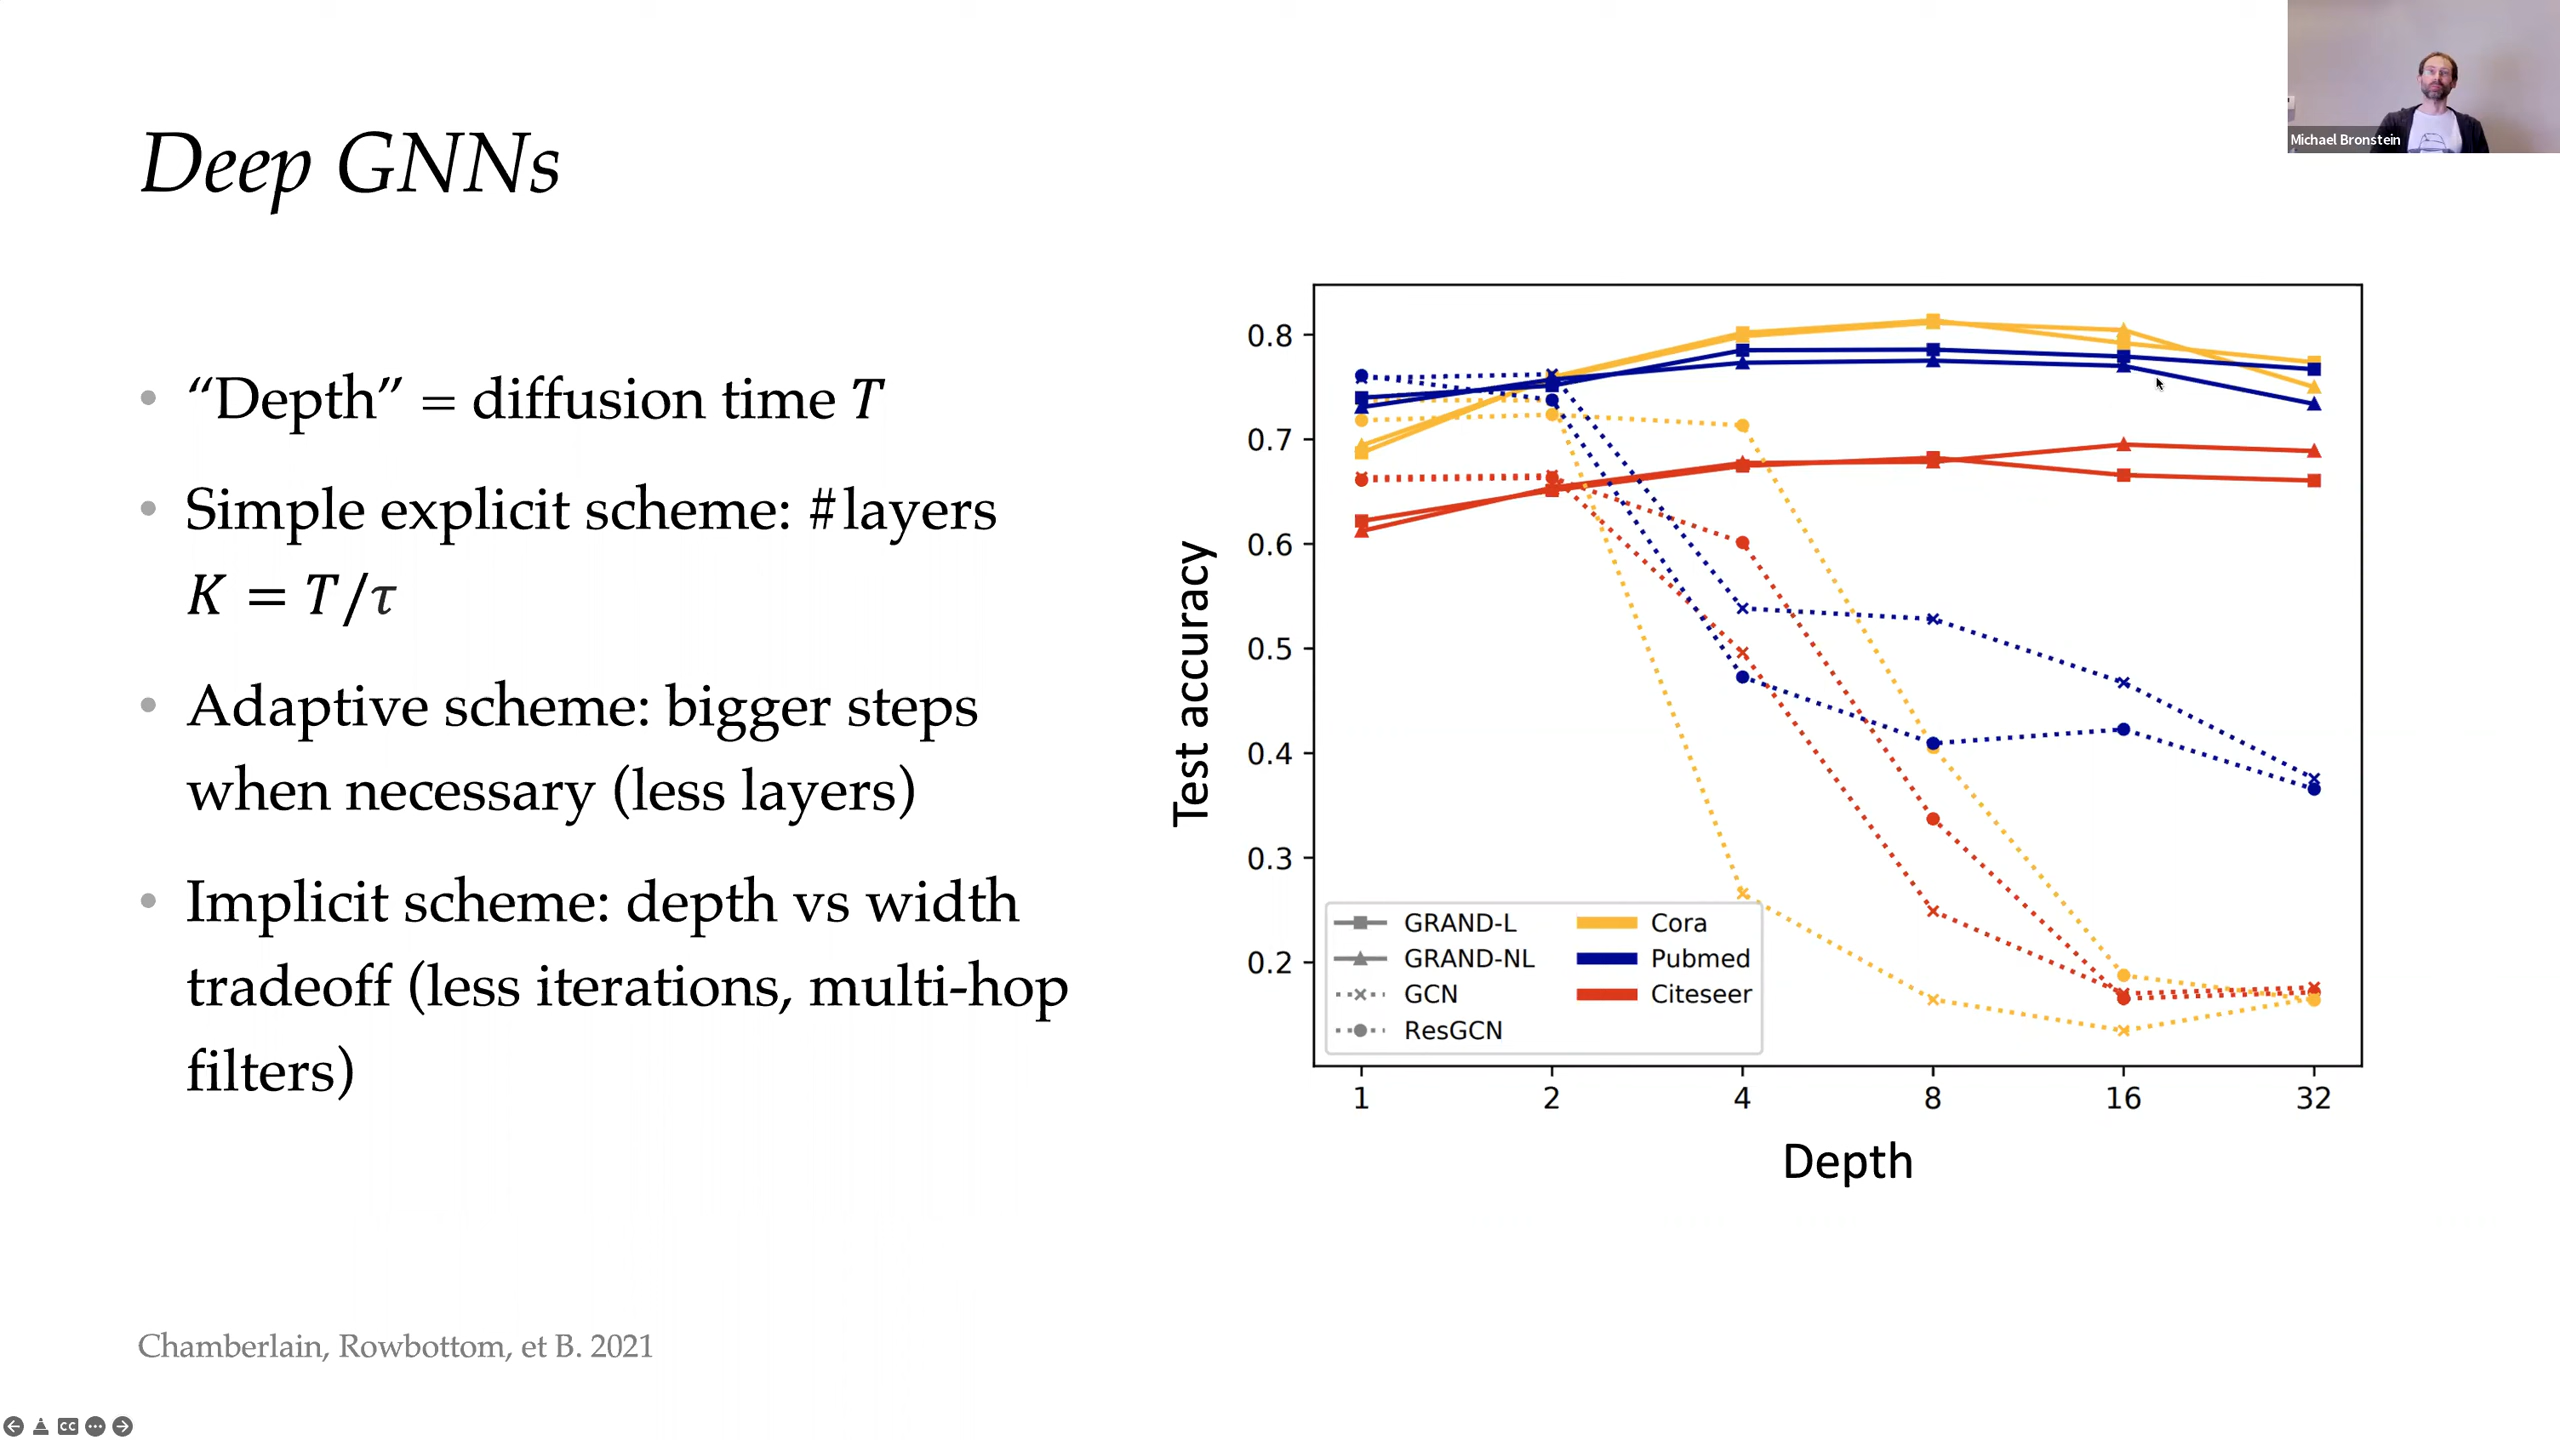 Michael Bronstein
Deep GNNs
• “Depth” = diffusion time T
• Simple explicit scheme: #layers
K = T/τ
• Adaptive scheme: bigger steps
when necessary (less layers)
• Implicit scheme: depth vs width
tradeoff (less iterations, multi-hop
filters)
Test accuracy
0.8
0.7
0.6
0.5
0.4
0.3
0.2
GRAND-L
GRAND-NL
GCN
ResGCN
Cora
Pubmed
Citeseer
1 2 4 8 16 32
Depth
Chamberlain, Rowbottom, et B. 2021
CC